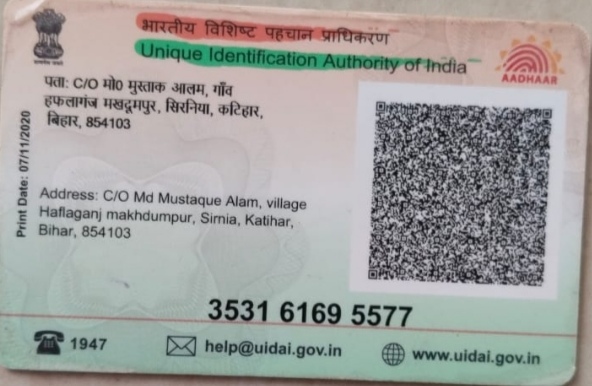 भारतीय विशिष्ट पहचान प्राधिकरण
Unique Identification Authority of India
AADHAAR
पता: C/O मो0 मुस्ताक आलम, गाँव
हफलागंज मखदूमपुर, सिरनिया, कटिहार,
बिहार, 854103
Print Date: 07/11/2020
Address: C/O Md Mustaque Alam, village
Haflaganj makhdumpur, Sirnia, Katihar,
Bihar, 854103
3531 6169 5577
1947 help@uidai.gov.in www.uidai.gov.in